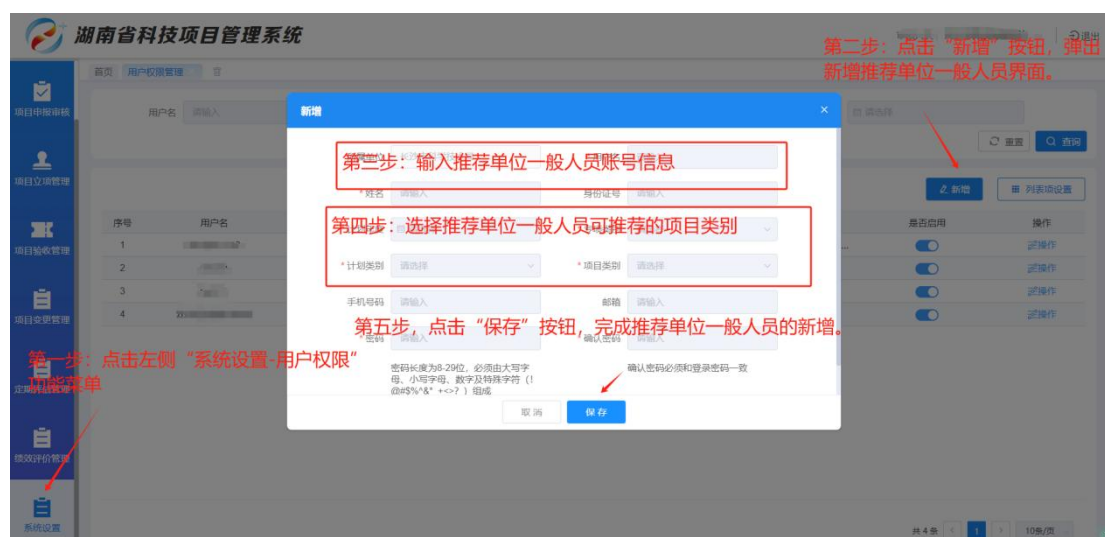 湖南省科技项目管理系统
退出
第二步：点击“新增”按钮，弹出
新增推荐单位一般人员界面。
首页 用户权限管理
项目申报审核
用户名 请输入
请选择
重置 查询
新增 ×
第三步：输入推荐单位一般人员账号信息
项目立项管理
*姓名 请输入 身份证号 请输入
新增 列表项设置
第四步：选择推荐单位一般人员可推荐的项目类别
序号 用户名 是否启用 操作
1 操作
项目验收管理
*计划类别 请选择 *项目类别 请选择
2 操作
3 操作
手机号码 请输入 邮箱 请输入
项目变更管理
4 操作
第五步，点击“保存”按钮，完成推荐单位一般人员的新增。
*密码 请输入 *确认密码 请输入
第一步：点击左侧“系统设置-用户权限”
功能菜单
密码长度为8-29位，必须由大写字
母、小写字母、数字及特殊字符（!
@#$%^&* +<>? ）组成
确认密码必须和登录密码一致
取消 保存
绩效评价管理
系统设置
共 4 条 < 1 > 10条/页